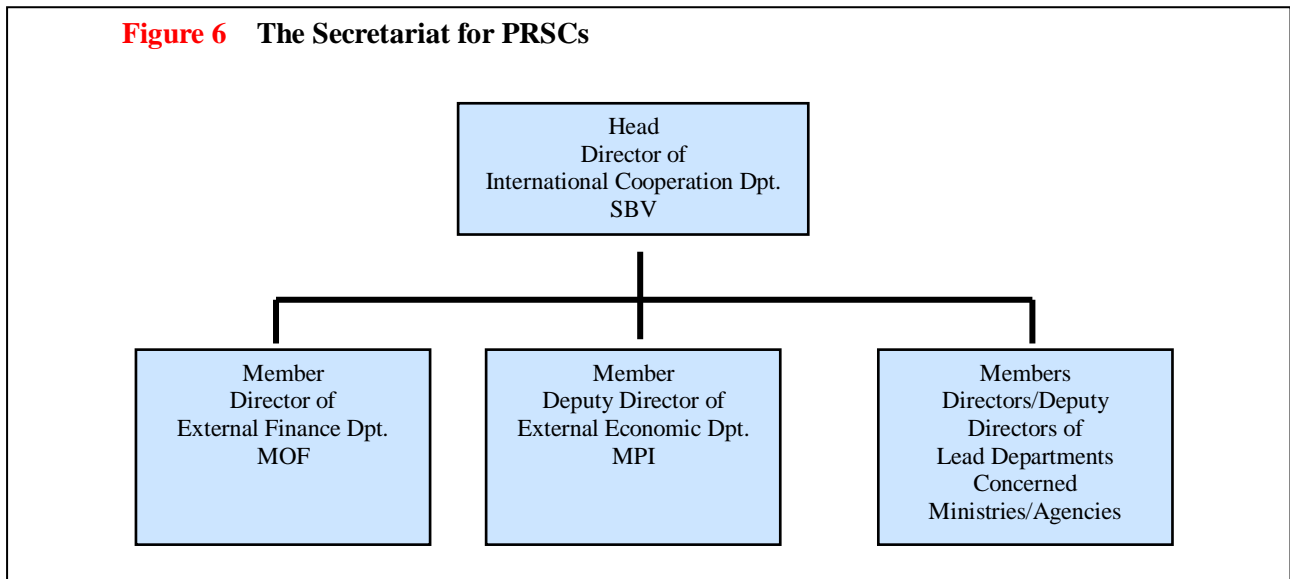 Figure 6 The Secretariat for PRSCs
Head
Director of
International Cooperation Dpt.
SBV
Member
Director of
External Finance Dpt.
MOF
Member
Deputy Director of
External Economic Dpt.
MPI
Members
Directors/Deputy
Directors of
Lead Departments
Concerned
Ministries/Agencies